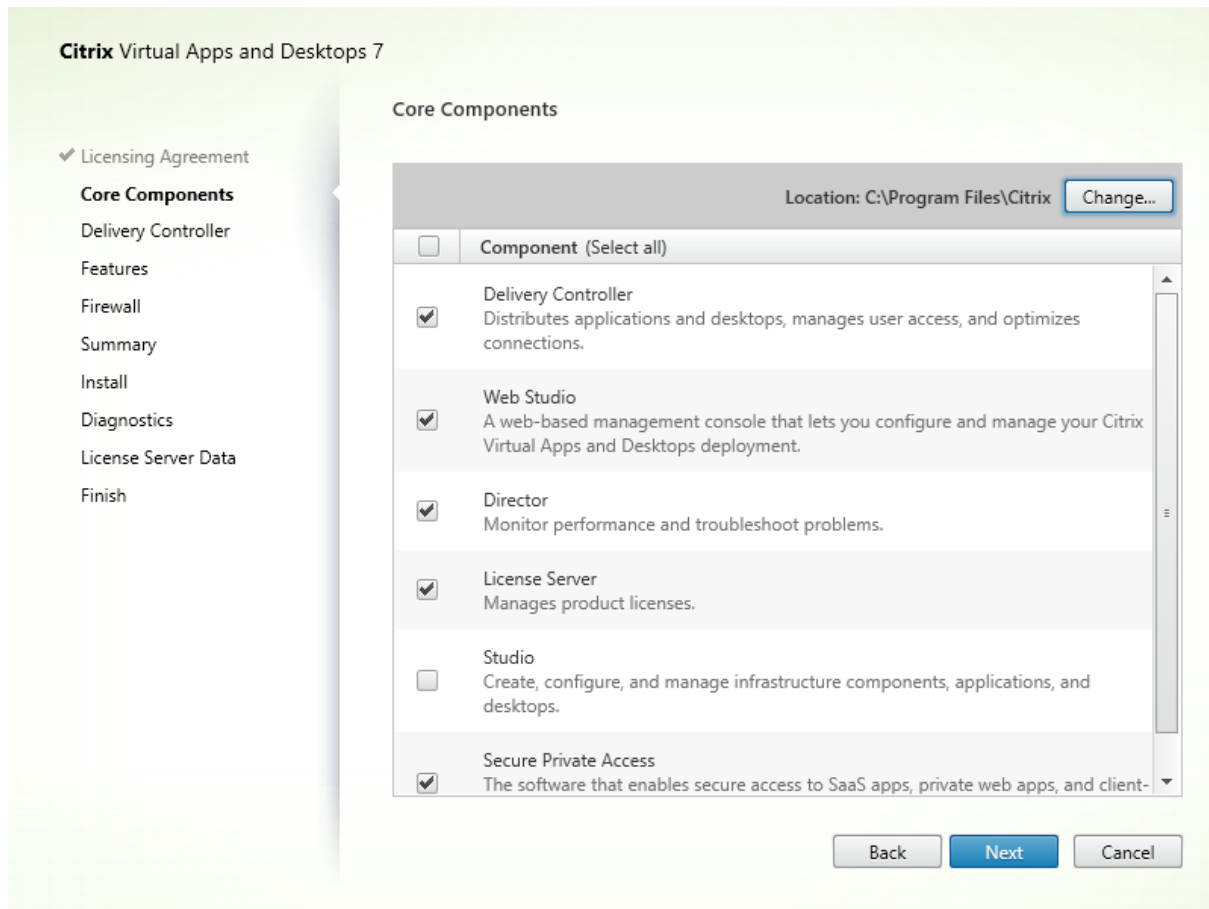 Citrix Virtual Apps and Desktops 7
Licensing Agreement
Core Components
Delivery Controller
Features
Firewall
Summary
Install
Diagnostics
License Server Data
Finish
Core Components
Location: C:\Program Files\Citrix
Change...
Component (Select all)
Delivery Controller
Distributes applications and desktops, manages user access, and optimizes
connections.
Web Studio
A web-based management console that lets you configure and manage your Citrix
Virtual Apps and Desktops deployment.
Director
Monitor performance and troubleshoot problems.
License Server
Manages product licenses.
Studio
Create, configure, and manage infrastructure components, applications, and
desktops.
Secure Private Access
The software that enables secure access to SaaS apps, private web apps, and client-
Back
Next
Cancel